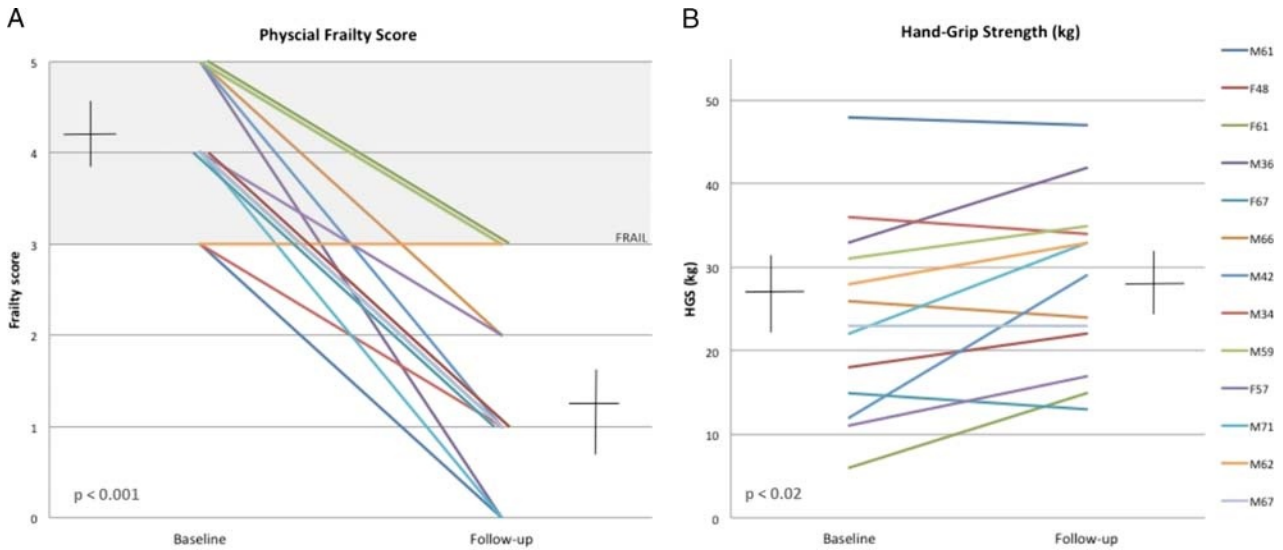 A
Physcial Frailty Score
Frailty score
5
4
3
2
1
0
FRAIL
p < 0.001
Baseline
Follow-up
B
Hand-Grip Strength (kg)
HGS (kg)
50
40
30
20
10
0
p < 0.02
Baseline
Follow-up
M61
F48
F61
M36
F67
M66
M42
M34
M59
F57
M71
M62
M67